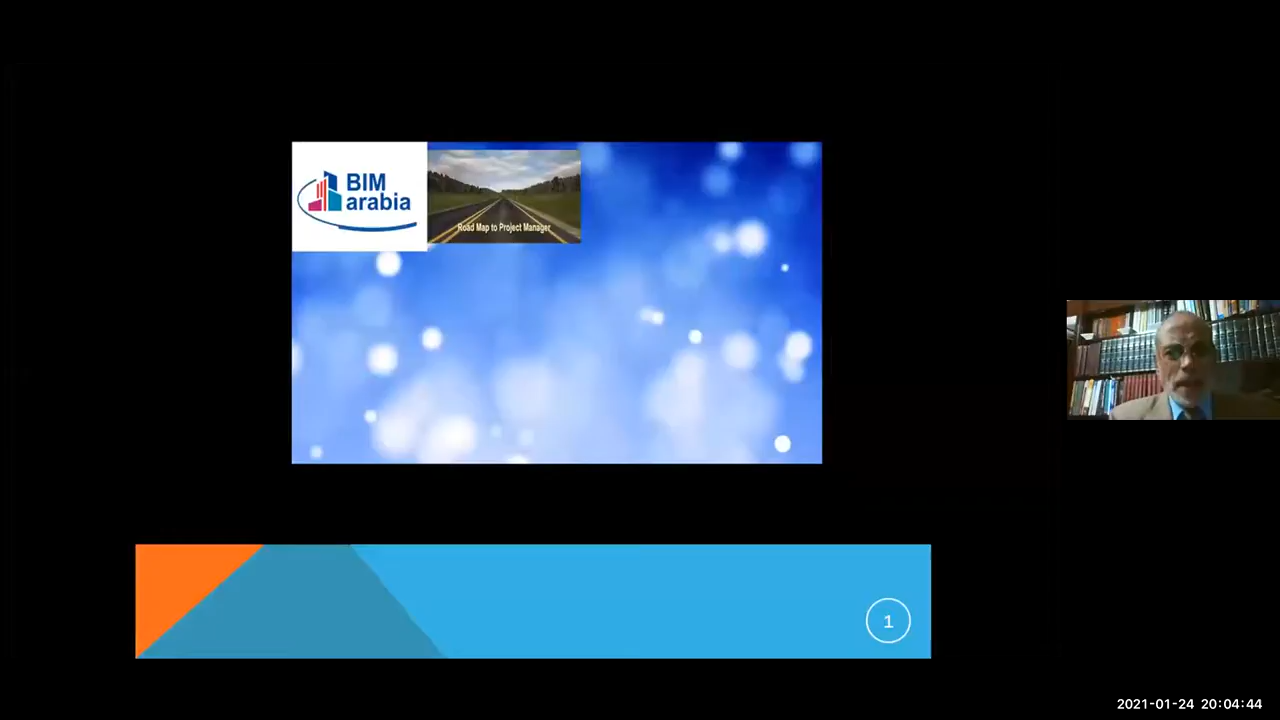 BIM
arabia
Road Map to Project Manager
1
2021-01-24 20:04:44